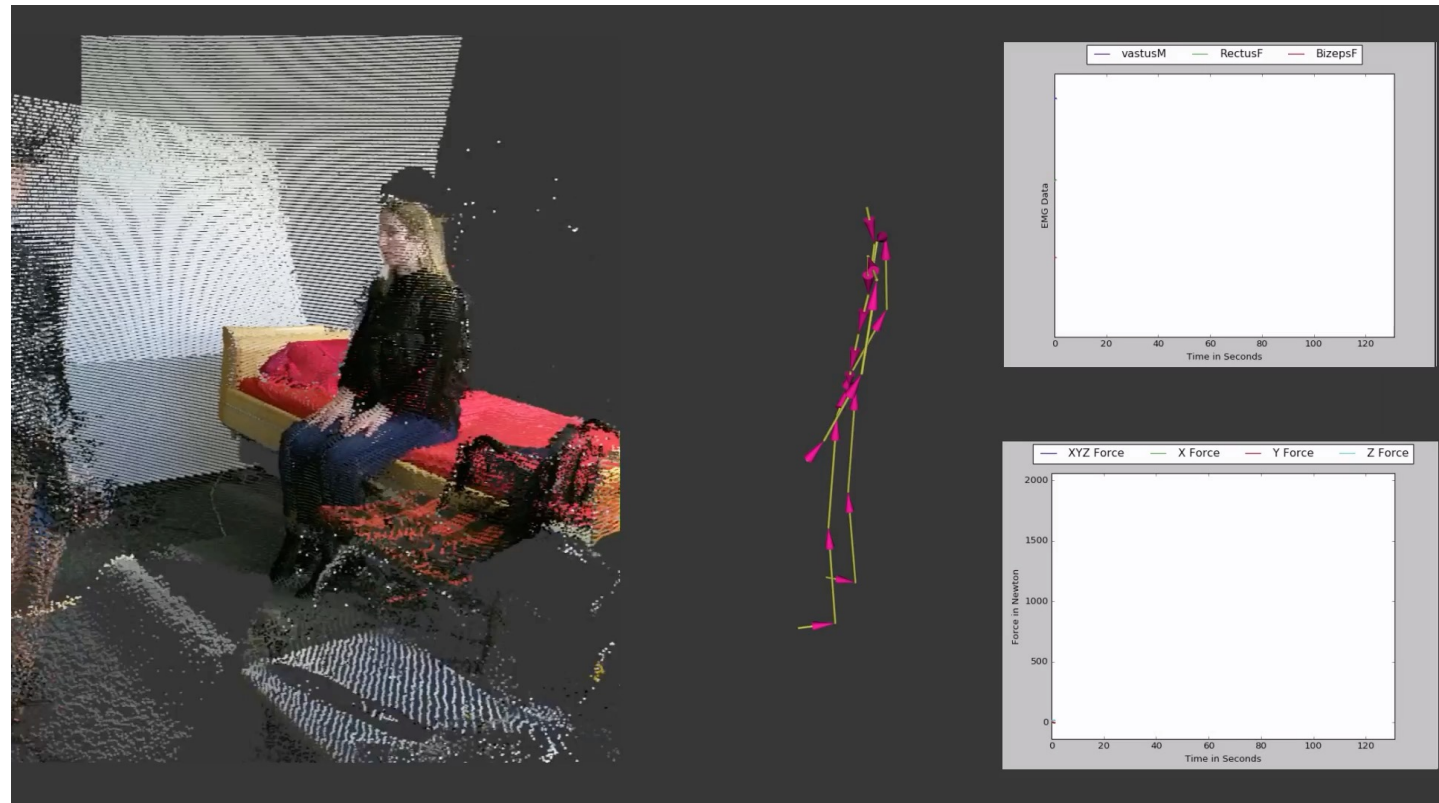 vastusM RectusF BizepsF
EMG Data
0 20 40 60 80 100 120
Time in Seconds
XYZ Force X Force Y Force Z Force
2000
1500
1000
500
0
Force in Newton
0 20 40 60 80 100 120
Time in Seconds